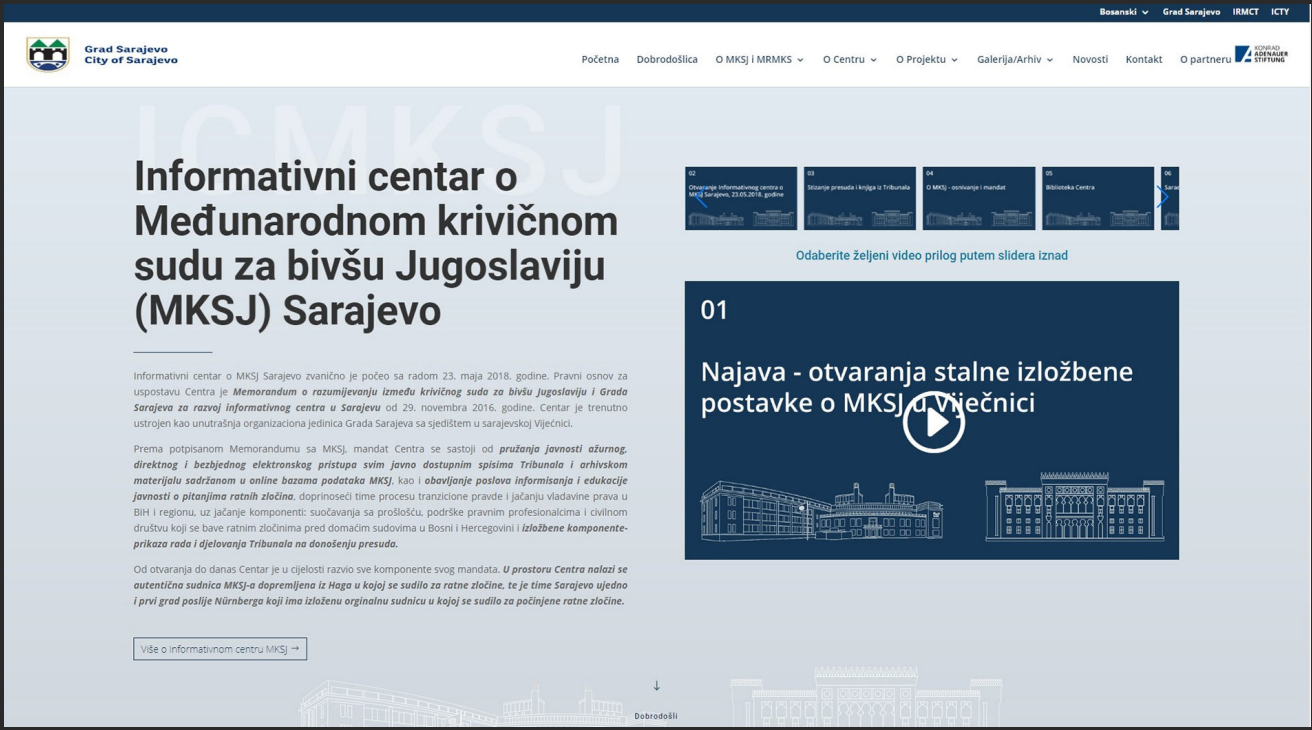 Bosanski Grad Sarajevo IRMCT ICTY
Grad Sarajevo
City of Sarajevo
Početna Dobrodošlica O MKSJ i MRMKS O Centru O Projektu Galerija/Arhiv Novosti Kontakt O partneru
KONRAD
ADENAUER
STIFTUNG
ICMKSJ
Informativni centar o
Međunarodnom krivičnom
sudu za bivšu Jugoslaviju
(MKSJ) Sarajevo
Informativni centar o MKSJ Sarajevo zvanično je počeo sa radom 23. maja 2018. godine. Pravni osnov za
uspostavu Centra je Memorandum o razumijevanju između krivičnog suda za bivšu Jugoslaviju i Grada
Sarajeva za razvoj informativnog centra u Sarajevu od 29. novembra 2016. godine. Centar je trenutno
ustrojen kao unutrašnja organizaciona jedinica Grada Sarajeva sa sjedištem u sarajevskoj Vijećnici.
Prema potpisanom Memorandumu sa MKSJ, mandat Centra se sastoji od pružanja javnosti ažurnog,
direktnog i bezbjednog elektronskog pristupa svim javno dostupnim spisima Tribunala i arhivskom
materijalu sadržanom u online bazama podataka MKSJ, kao i obavljanje poslova informisanja i edukacije
javnosti o pitanjima ratnih zločina, doprinoseći time procesu tranzicione pravde i jačanju vladavine prava u
BiH i regionu, uz jačanje komponenti: suočavanja sa prošlošću, podrške pravnim profesionalcima i civilnom
društvu koji se bave ratnim zločinima pred domaćim sudovima u Bosni i Hercegovini i izložbene komponente-
prikaza rada i djelovanja Tribunala na donošenju presuda.
Od otvaranja do danas Centar je u cijelosti razvio sve komponente svog mandata. U prostoru Centra nalazi se
autentična sudnica MKSJ-a dopremljena iz Haga u kojoj se sudilo za ratne zločine, te je time Sarajevo ujedno
i prvi grad poslije Nürnberga koji ima izloženu orginalnu sudnicu u kojoj se sudilo za počinjene ratne zločine.
Više o Informativnom centru MKSJ →
02
Otvaranje Informativnog centra o
MKSJ Sarajevo, 23.05.2018. godine
03
Stizanje presuda i knjiga iz Tribunala
04
O MKSJ - osnivanje i mandat
05
Biblioteka Centra
06
Odaberite željeni video prilog putem slidera iznad
01
Najava - otvaranja stalne izložbene
postavke o MKSJ u Vijećnici
↓
Dobrodošli